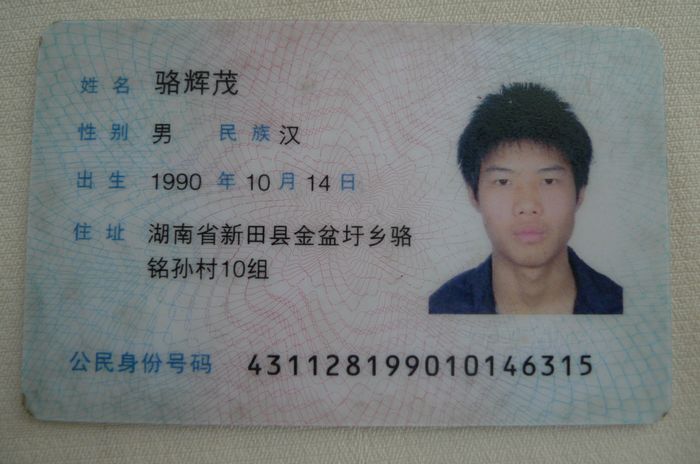 姓名 骆辉茂
性别 男 民族 汉
出生 1990 年 10 月 14 日
住址 湖南省新田县金盆圩乡骆
铭孙村10组
公民身份号码 431128199010146315